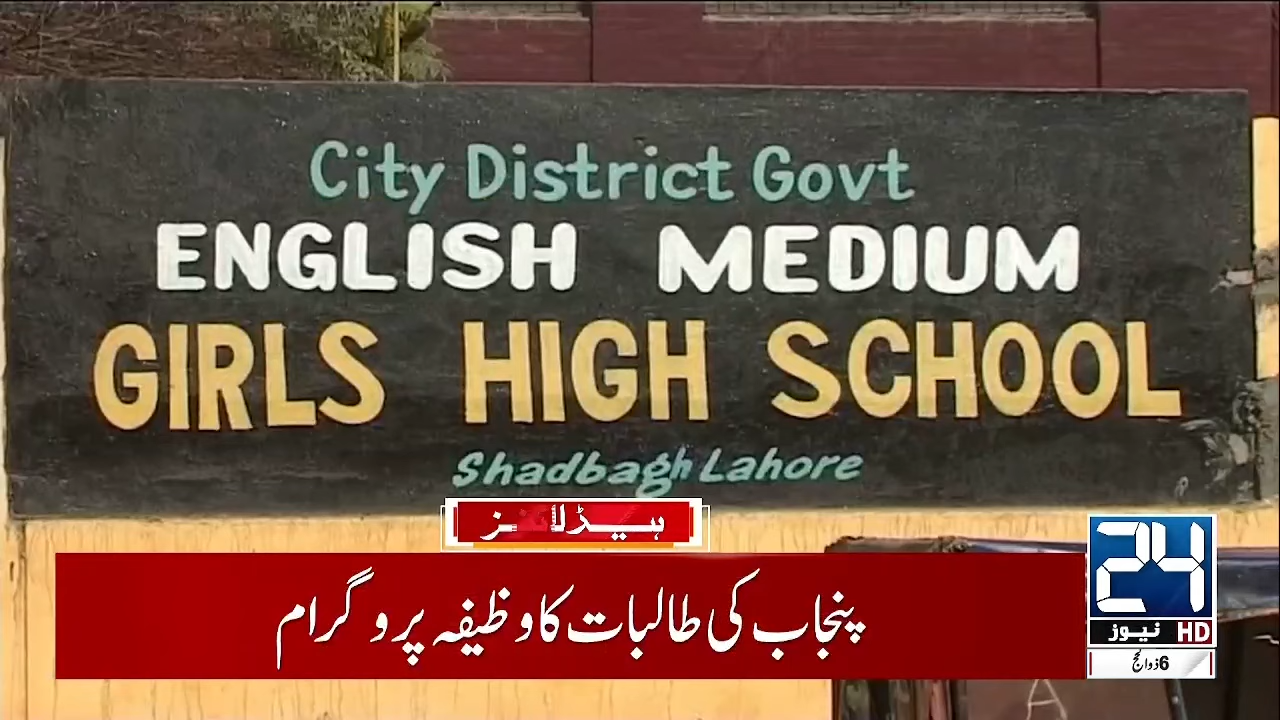 City District Govt
ENGLISH MEDIUM
GIRLS HIGH SCHOOL
Shadbagh Lahore
ہیڈلائنز
پنجاب کی طالبات کا وظیفہ پروگرام
24
نیوز HD
6 ذوالحج
A